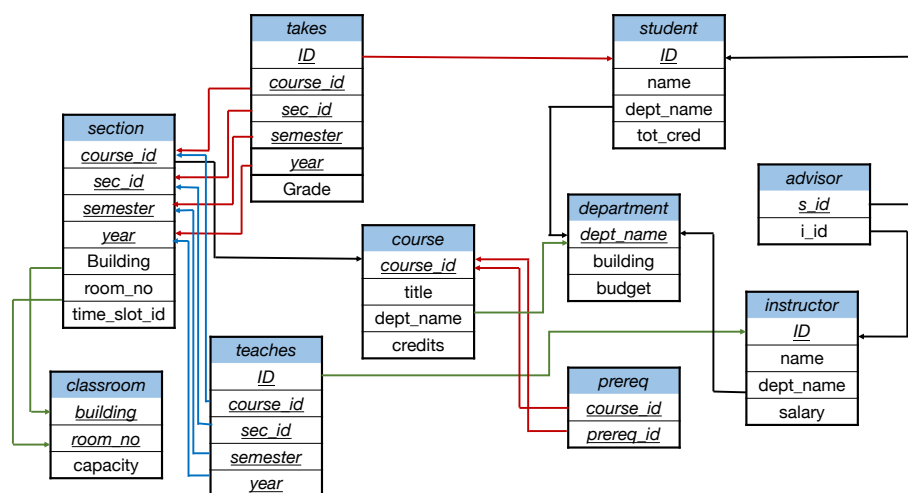 takes
ID
course_id
sec_id
semester
year
Grade
student
ID
name
dept_name
tot_cred
section
course_id
sec_id
semester
year
Building
room_no
time_slot_id
advisor
s_id
i_id
department
dept_name
building
budget
course
course_id
title
dept_name
credits
instructor
ID
name
dept_name
salary
teaches
ID
course_id
sec_id
semester
year
prereq
course_id
prereq_id
classroom
building
room_no
capacity